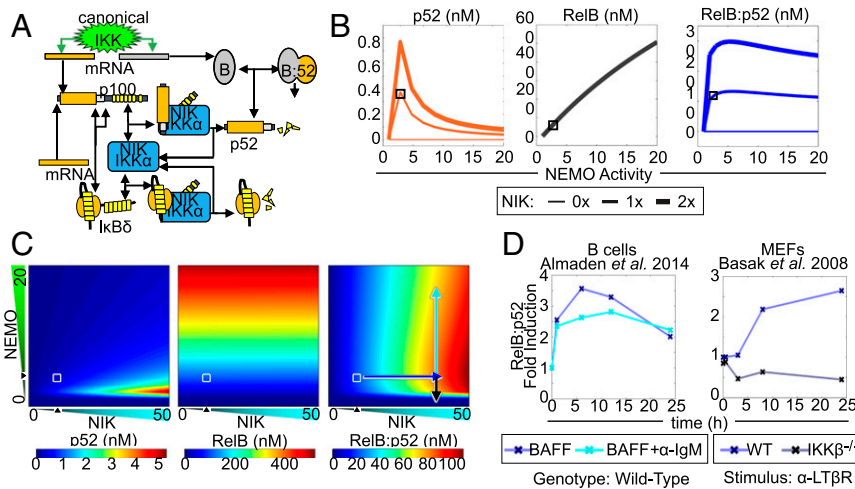 A
canonical
IKK
mRNA
B
B:52
p100
NIK
IKKα
NIK
IKKα
p52
mRNA
IκBδ
NIK
IKKα
B
p52 (nM)
RelB (nM)
RelB:p52 (nM)
0.8
0.6
0.4
0.2
0
60
40
20
0
0 5 10 15 20
0 5 10 15 20
0 5 10 15 20
NEMO Activity
NIK: 0x 1x 2x
C
NEMO
20
0
0 50
0 50
0 50
NIK
NIK
NIK
p52 (nM)
RelB (nM)
RelB:p52 (nM)
0 1 2 3 4 5
0 200 400
0 20 40 60 80 100
D
B cells
Almaden et al. 2014
MEFs
Basak et al. 2008
RelB:p52
Fold Induction
4
3
2
1
0
3
2
1
0
0 5 10 15 20 25
0 5 10 15 20 25
time (h)
BAFF BAFF+α-IgM
WT IKKβ-/-
Genotype: Wild-Type
Stimulus: α-LTβR